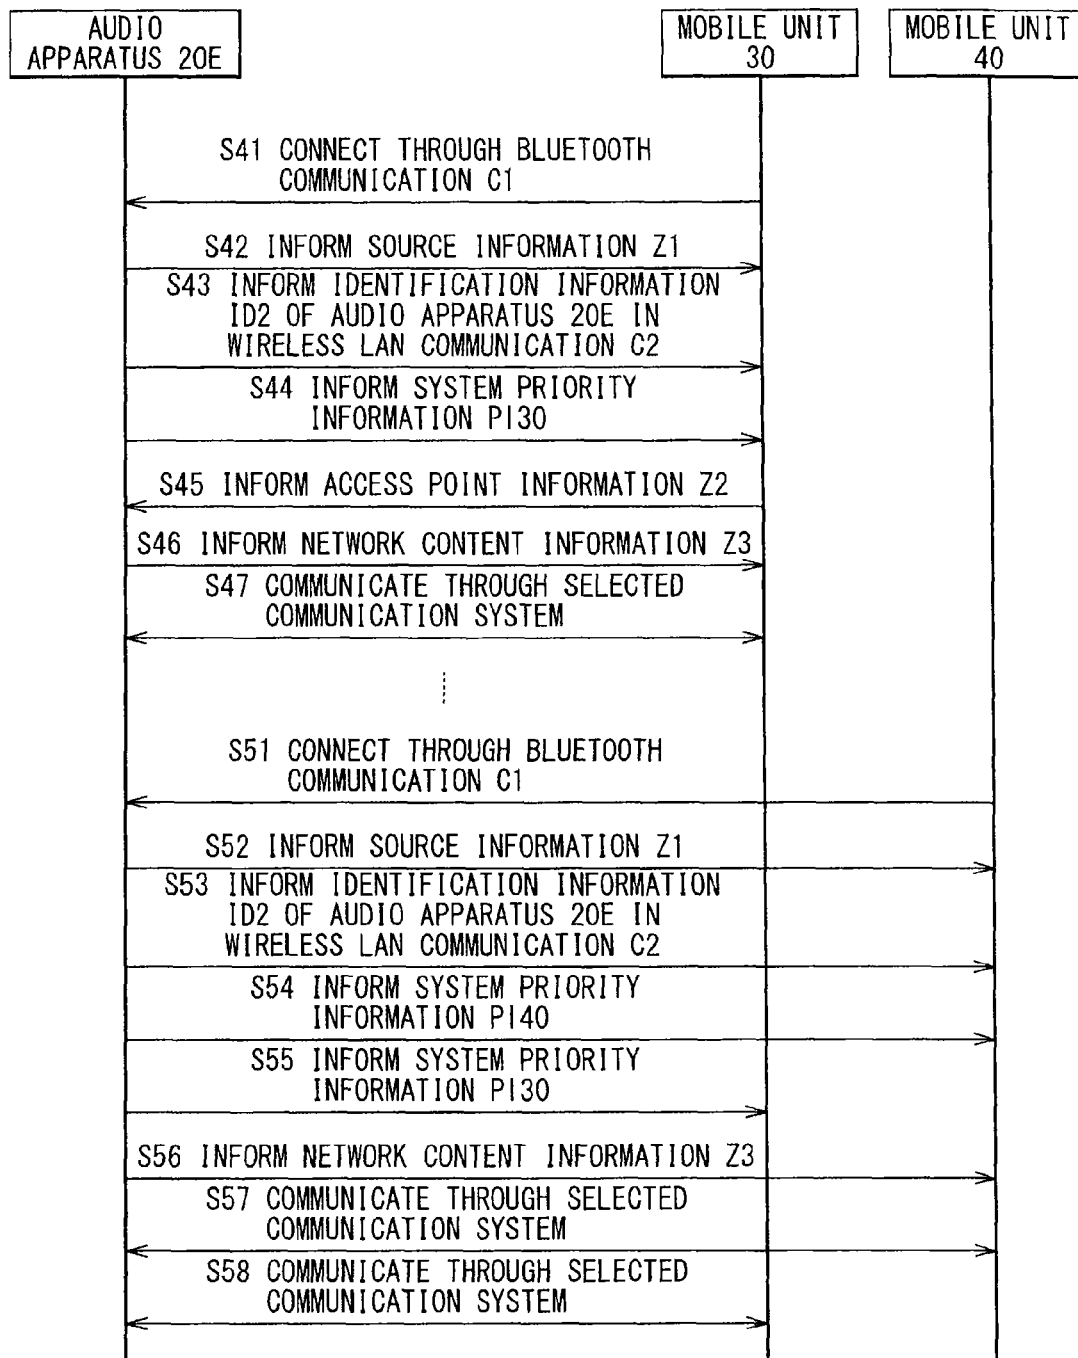 AUDIO
APPARATUS 20E
MOBILE UNIT
30
MOBILE UNIT
40
S41 CONNECT THROUGH BLUETOOTH
COMMUNICATION C1
S42 INFORM SOURCE INFORMATION Z1
S43 INFORM IDENTIFICATION INFORMATION
ID2 OF AUDIO APPARATUS 20E IN
WIRELESS LAN COMMUNICATION C2
S44 INFORM SYSTEM PRIORITY
INFORMATION PI30
S45 INFORM ACCESS POINT INFORMATION Z2
S46 INFORM NETWORK CONTENT INFORMATION Z3
S47 COMMUNICATE THROUGH SELECTED
COMMUNICATION SYSTEM
S51 CONNECT THROUGH BLUETOOTH
COMMUNICATION C1
S52 INFORM SOURCE INFORMATION Z1
S53 INFORM IDENTIFICATION INFORMATION
ID2 OF AUDIO APPARATUS 20E IN
WIRELESS LAN COMMUNICATION C2
S54 INFORM SYSTEM PRIORITY
INFORMATION PI40
S55 INFORM SYSTEM PRIORITY
INFORMATION PI30
S56 INFORM NETWORK CONTENT INFORMATION Z3
S57 COMMUNICATE THROUGH SELECTED
COMMUNICATION SYSTEM
S58 COMMUNICATE THROUGH SELECTED
COMMUNICATION SYSTEM